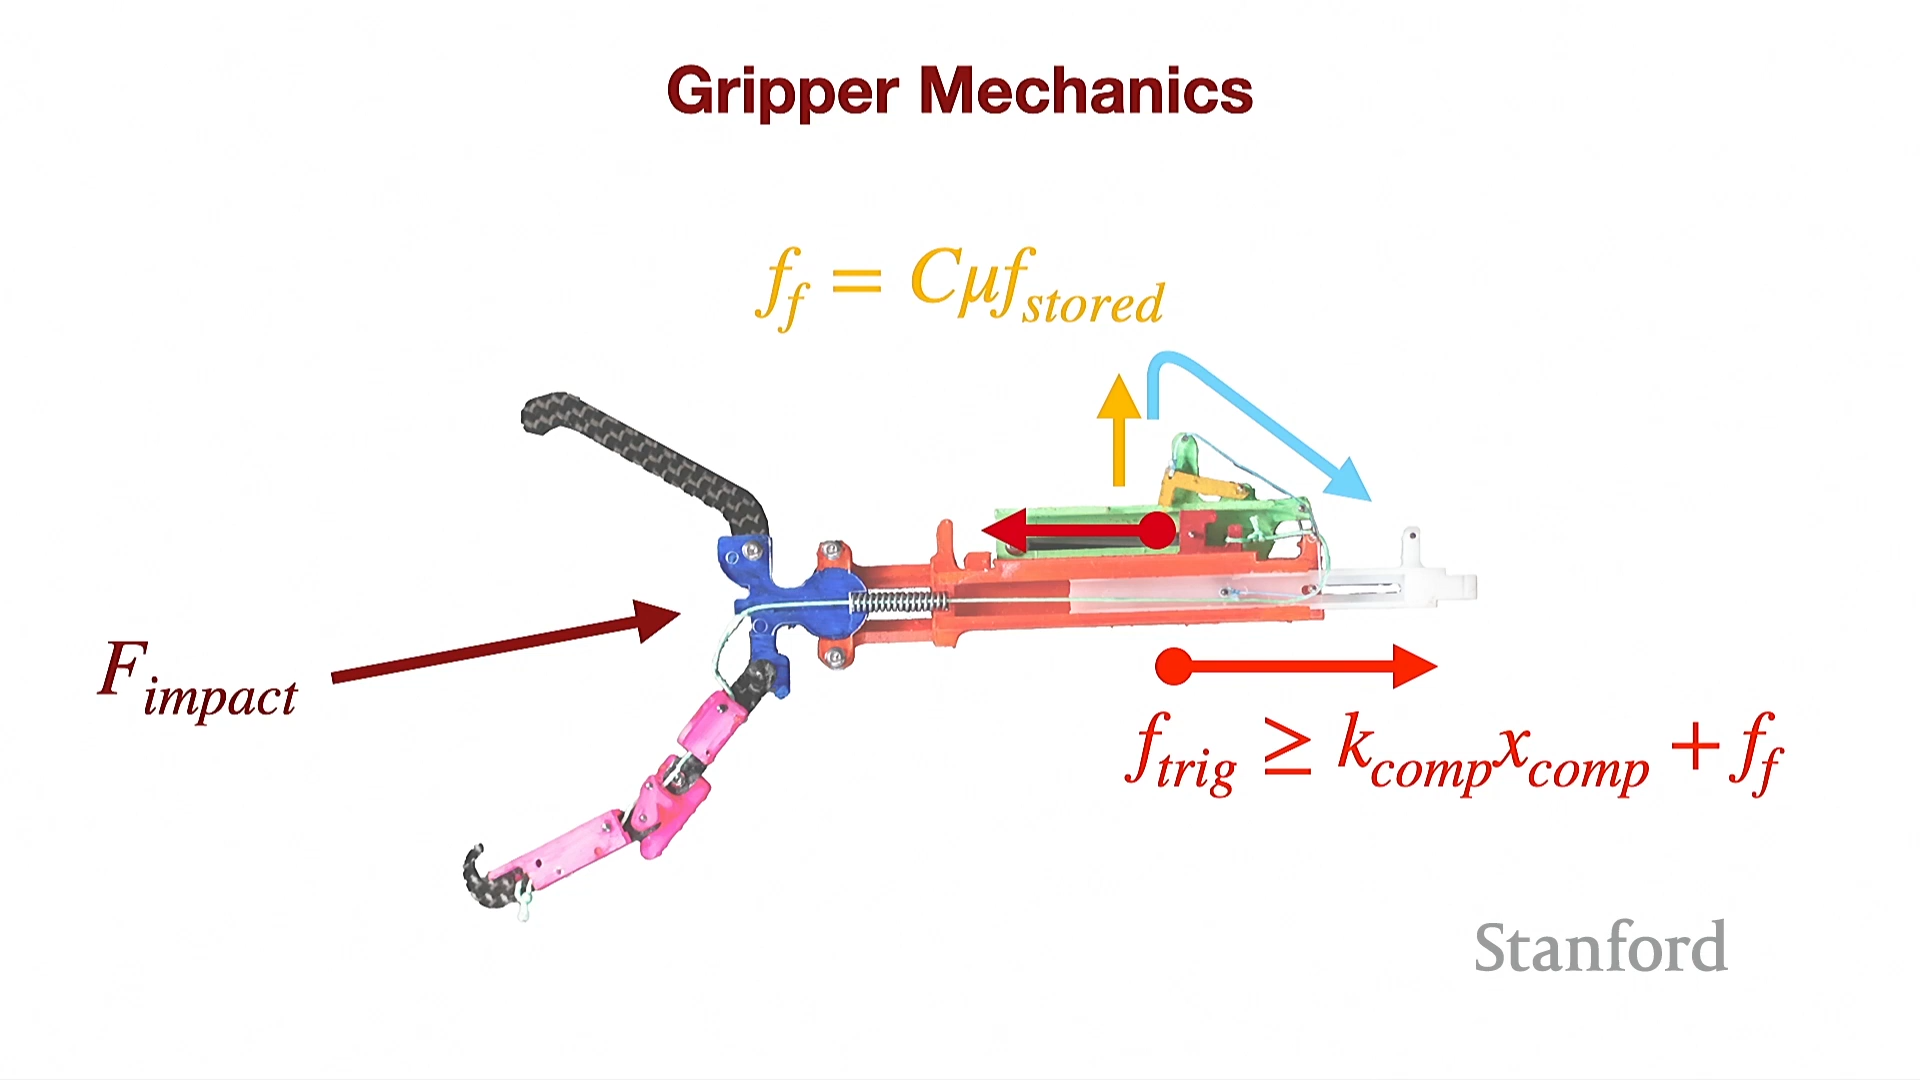 Gripper Mechanics
f_f = Cμf_stored
F_impact
f_trig ≥ k_comp x_comp + f_f
Stanford